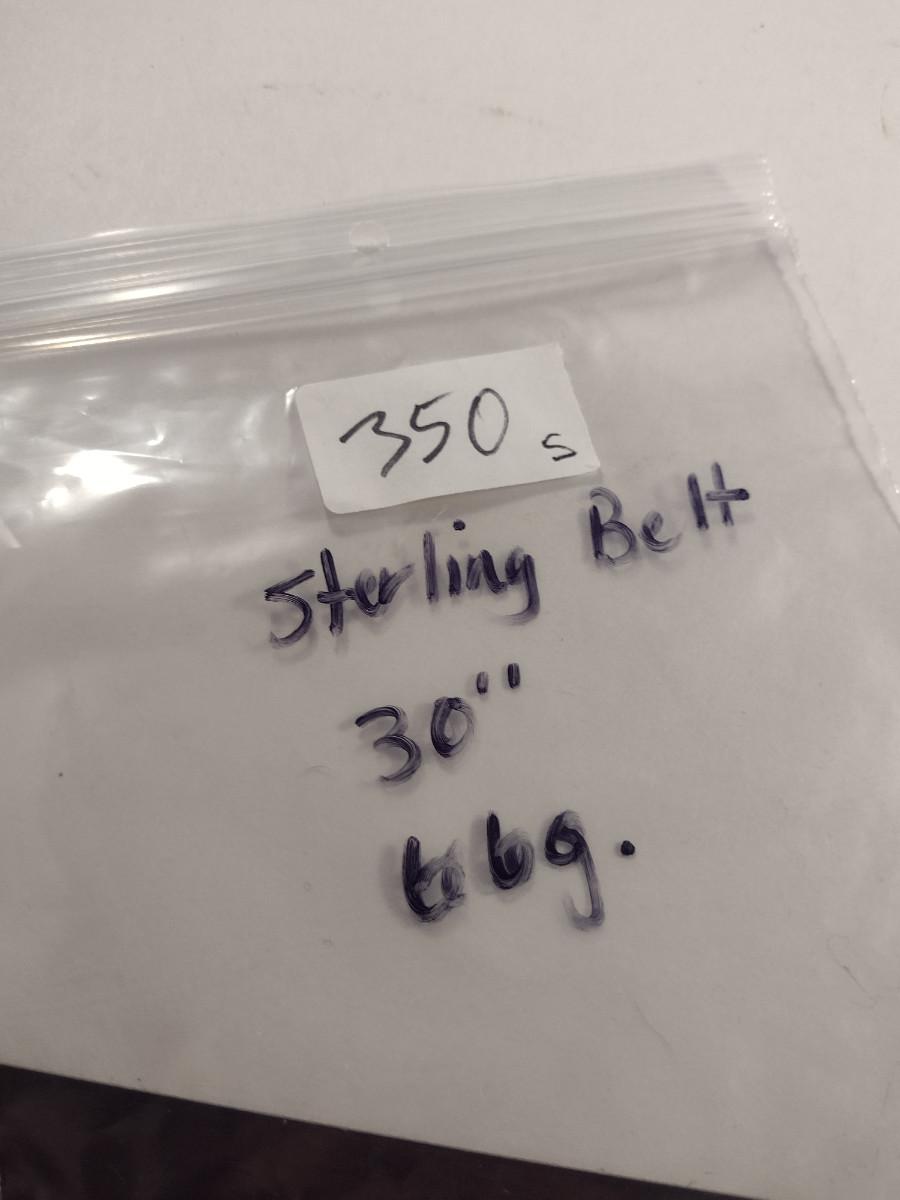 350 s
Sterling Belt
30"
66g.